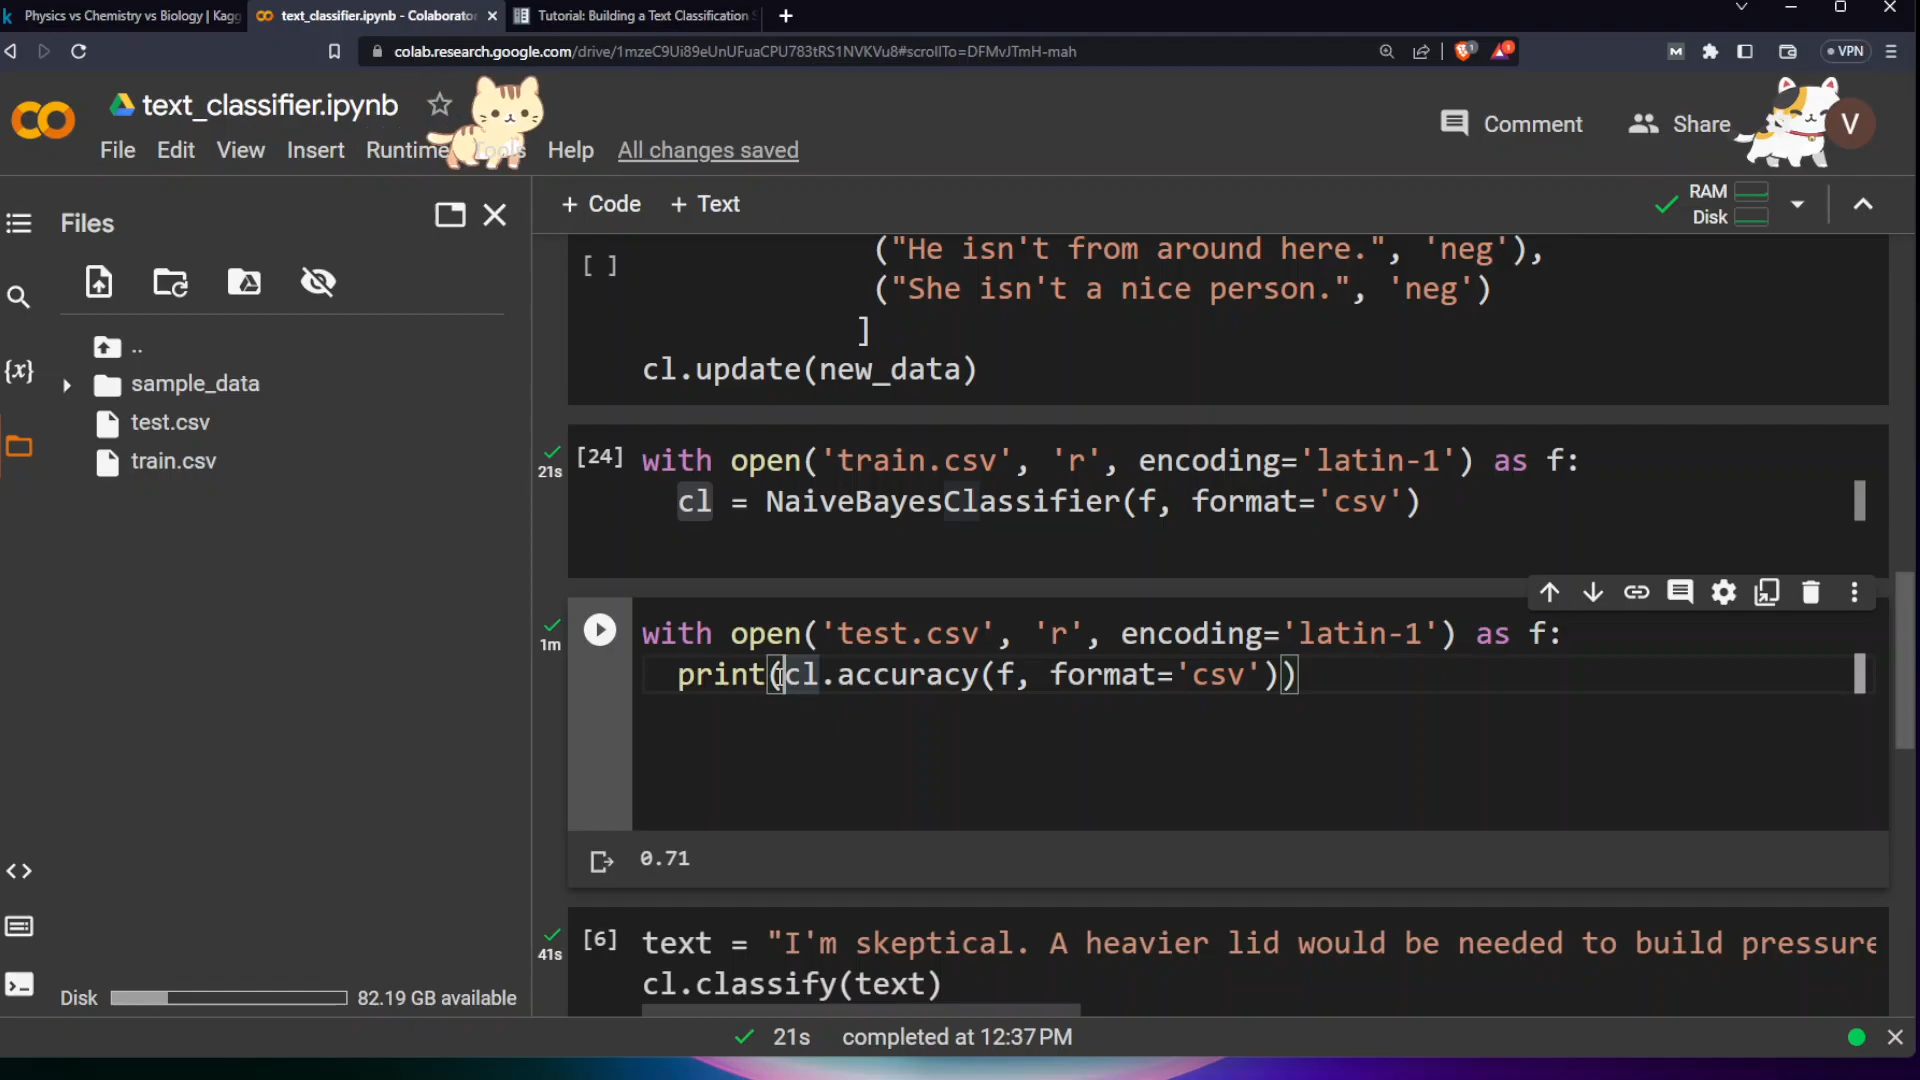 Physics vs Chemistry vs Biology | Kagg
text_classifier.ipynb - Colaborato
Tutorial: Building a Text Classification S
colab.research.google.com/drive/1mzeC9Ui89eUnUFuaCPU783tRS1NVKVu8#scrollTo=DFMvJTmH-mah
VPN
text_classifier.ipynb
Comment
Share
V
File Edit View Insert Runtime Tools Help All changes saved
Files
+ Code + Text
RAM
Disk
..
sample_data
test.csv
train.csv
{x}
[ ]
("He isn't from around here.", 'neg'),
("She isn't a nice person.", 'neg')
]
cl.update(new_data)
21s
[24]
with open('train.csv', 'r', encoding='latin-1') as f:
cl = NaiveBayesClassifier(f, format='csv')
1m
with open('test.csv', 'r', encoding='latin-1') as f:
print(cl.accuracy(f, format='csv'))
0.71
41s
[6]
text = "I'm skeptical. A heavier lid would be needed to build pressure
cl.classify(text)
Disk 82.19 GB available
21s completed at 12:37 PM